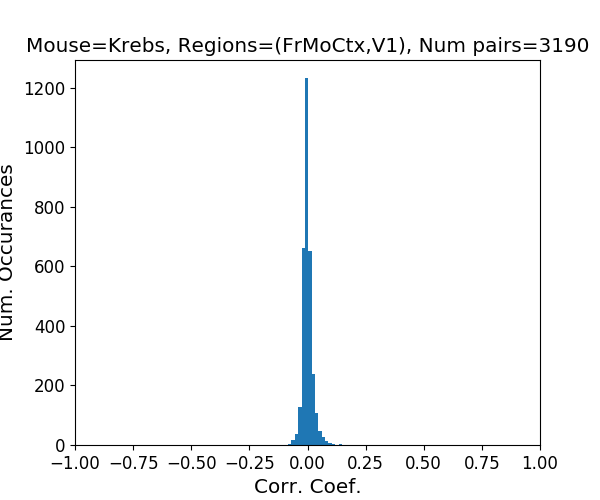 Mouse=Krebs, Regions=(FrMoCtx,V1), Num pairs=3190
1200
1000
800
600
400
200
0
Num. Occurances
−1.00 −0.75 −0.50 −0.25 0.00 0.25 0.50 0.75 1.00
Corr. Coef.